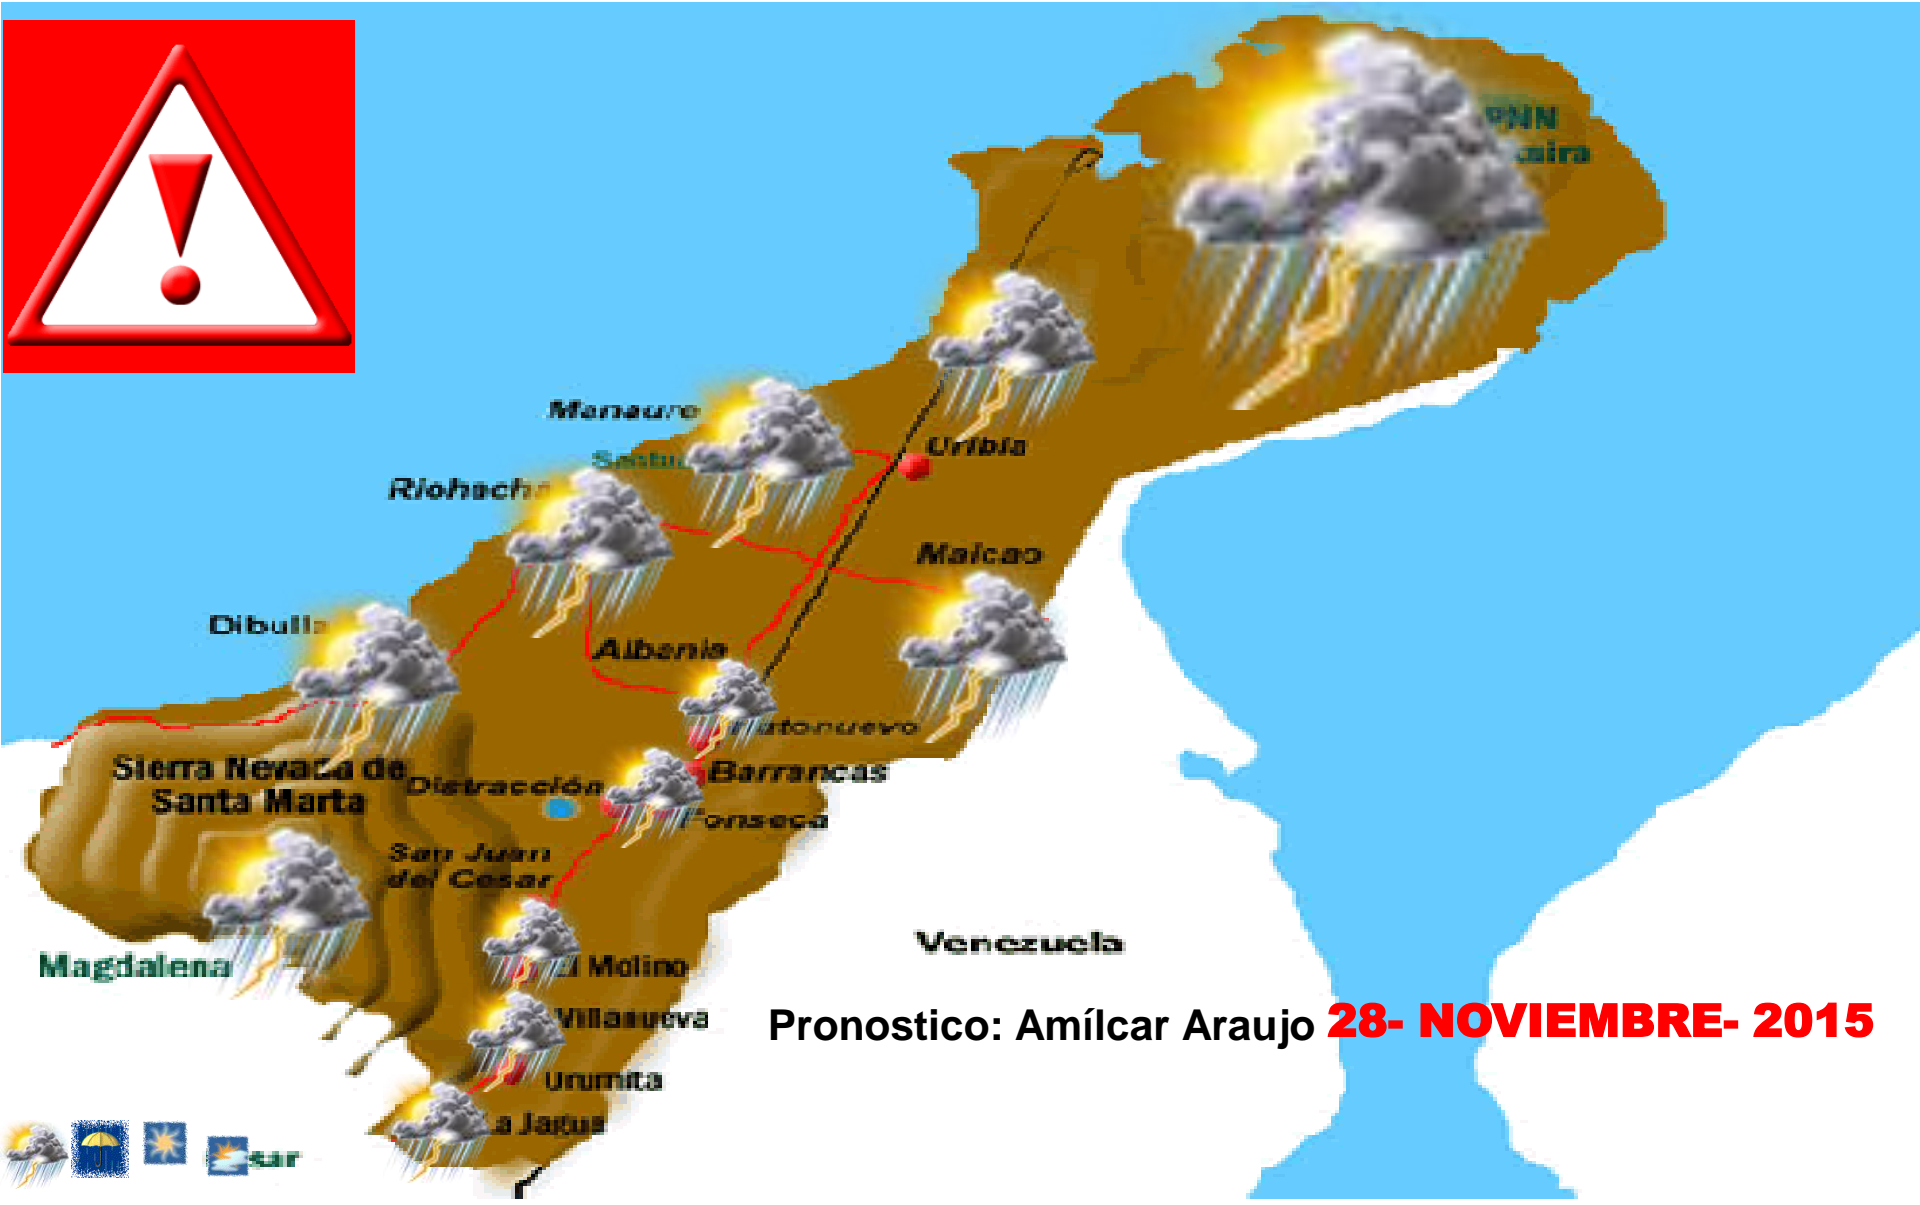 PNN
Manaure
Uribia
Riohacha
Maicao
Dibulla
Albania
Sierra Nevada de
Santa Marta
Distracción
Barrancas
Fonseca
San Juan
del Cesar
Venezuela
Magdalena
El Molino
Villanueva
Pronostico: Amílcar Araujo 28- NOVIEMBRE- 2015
Urumita
La Jagua